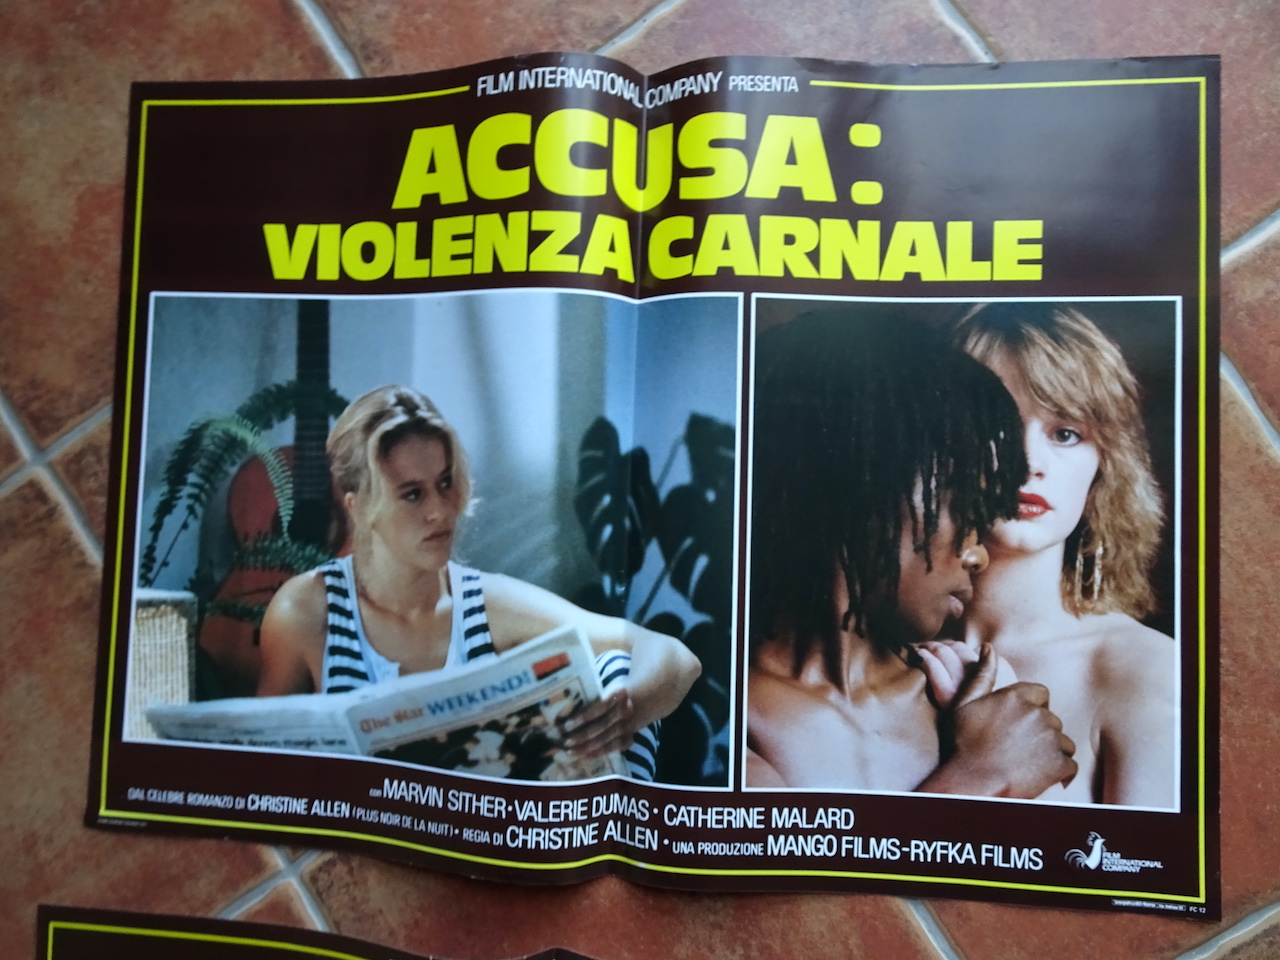 FILM INTERNATIONAL COMPANY PRESENTA
ACCUSA:
VIOLENZA CARNALE
The Star WEEKEND!
CON MARVIN SITHER • VALERIE DUMAS • CATHERINE MALARD
DAL CELEBRE ROMANZO DI CHRISTINE ALLEN (PLUS NOIR DE LA NUIT) • REGIA DI CHRISTINE ALLEN • UNA PRODUZIONE MANGO FILMS-RYFKA FILMS
FILM
INTERNATIONAL
COMPANY
FC 12